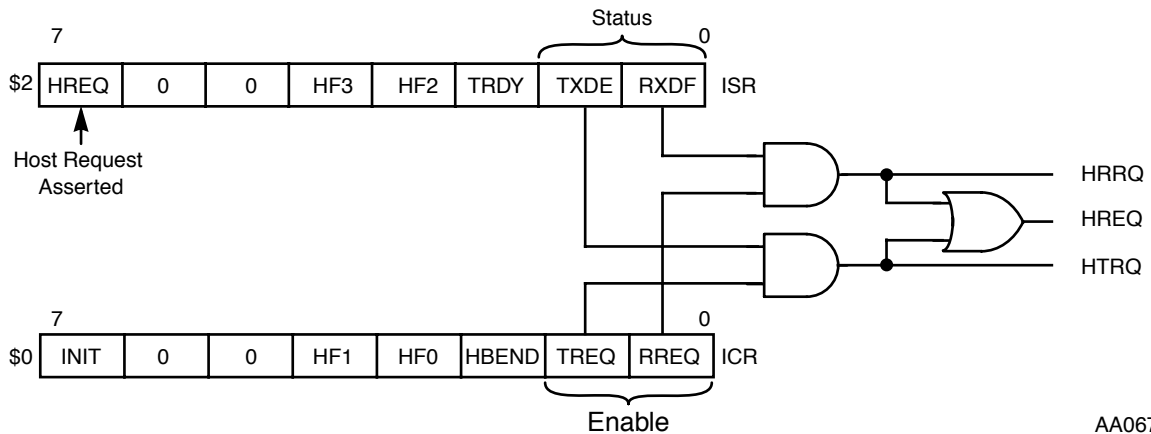 Status
7 0
$2 HREQ 0 0 HF3 HF2 TRDY TXDE RXDF ISR
Host Request
Asserted
HRRQ
HREQ
HTRQ
7 0
$0 INIT 0 0 HF1 HF0 HBEND TREQ RREQ ICR
Enable
AA067